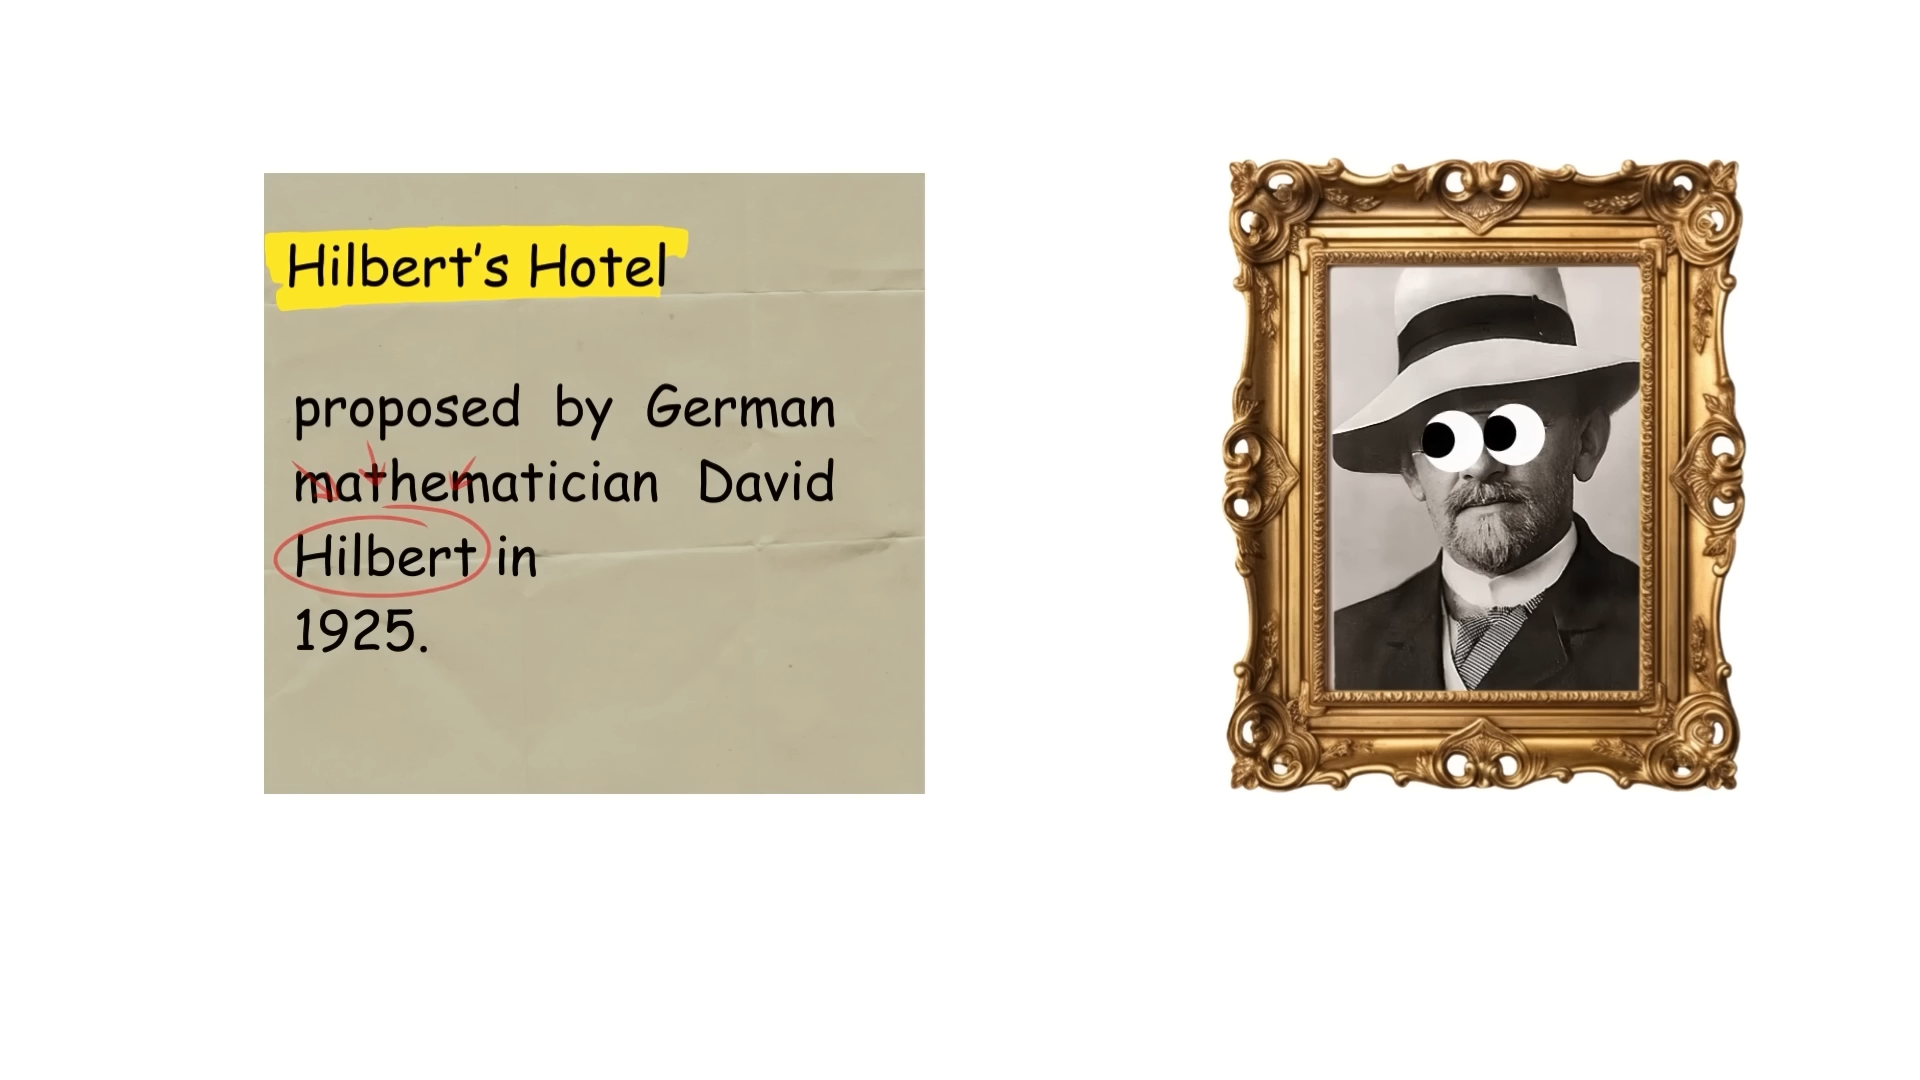 Hilbert’s Hotel
proposed by German
mathematician David
Hilbert in
1925.